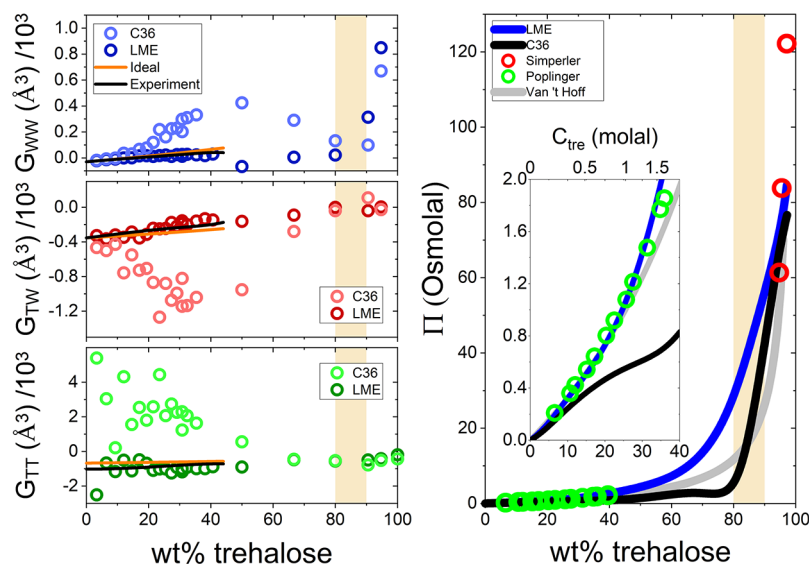 G_WW (Å³) /10³
1.0
0.8
0.6
0.4
0.2
0.0
C36
LME
Ideal
Experiment
G_TW (Å³) /10³
0.0
-0.4
-0.8
-1.2
C36
LME
G_TT (Å³) /10³
4
2
0
-2
C36
LME
0 20 40 60 80 100
wt% trehalose
Π (Osmolal)
120
100
80
60
40
20
0
LME
C36
Simperler
Poplinger
Van 't Hoff
C_tre (molal)
0 0.5 1 1.5
2.0
1.6
1.2
0.8
0.4
0.0
0 10 20 30 40
0 20 40 60 80 100
wt% trehalose